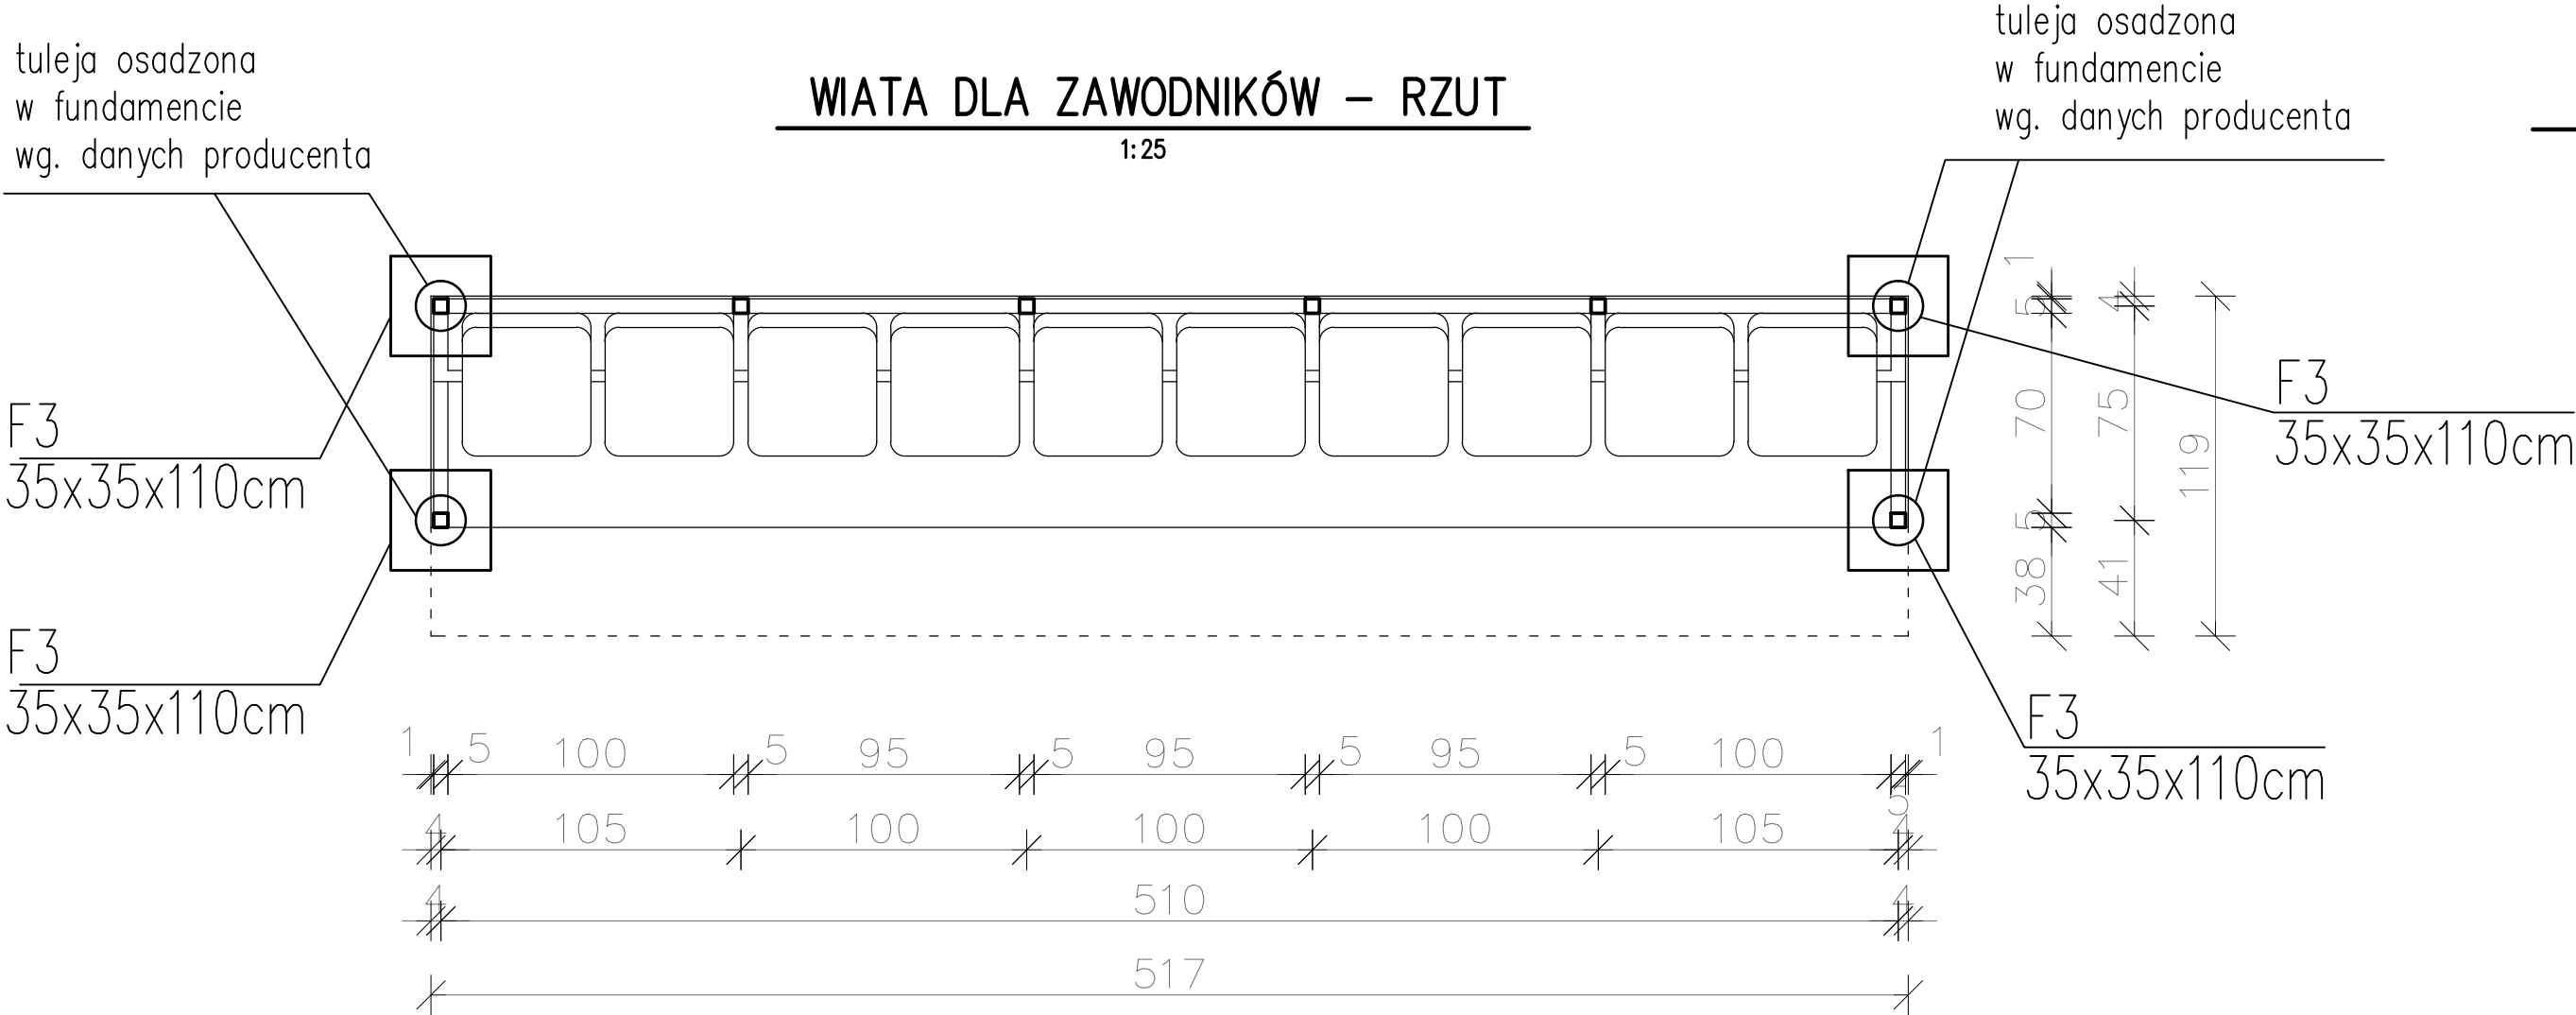 tuleja osadzona
w fundamencie
wg. danych producenta
WIATA DLA ZAWODNIKÓW – RZUT
1:25
tuleja osadzona
w fundamencie
wg. danych producenta
F3
35x35x110cm
F3
35x35x110cm
F3
35x35x110cm
F3
35x35x110cm
1
5
70
5
38
4
75
41
119
1 5 100 5 95 5 95 5 95 5 100 5 1
4 105 100 100 100 105 4
4 510 4
517